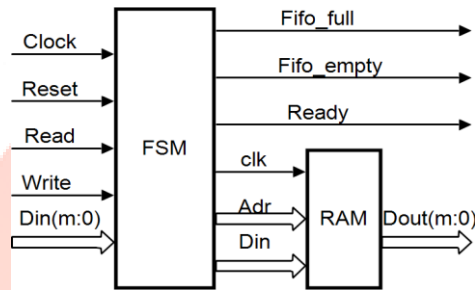 Clock
Reset
Read
Write
Din(m:0)
FSM
Fifo_full
Fifo_empty
Ready
clk
Adr
Din
RAM
Dout(m:0)